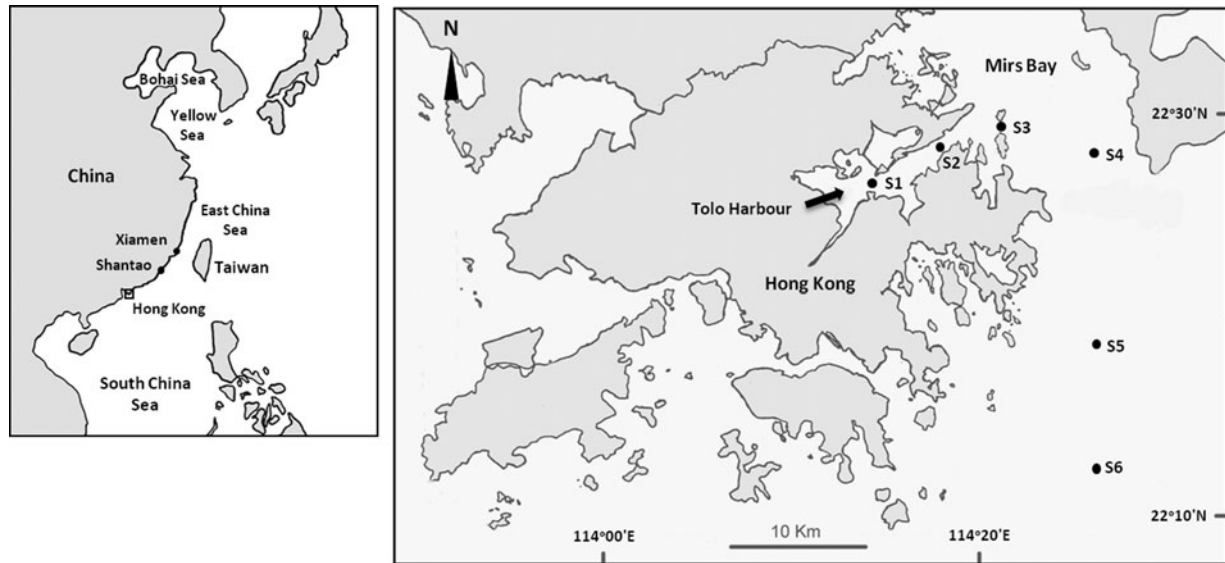 Bohai Sea
Yellow
Sea
China
East China
Sea
Xiamen
Shantao
Taiwan
Hong Kong
South China
Sea
N
Mirs Bay
22°30'N
S3
S4
S2
S1
Tolo Harbour
Hong Kong
S5
S6
22°10'N
10 Km
114°00'E
114°20'E